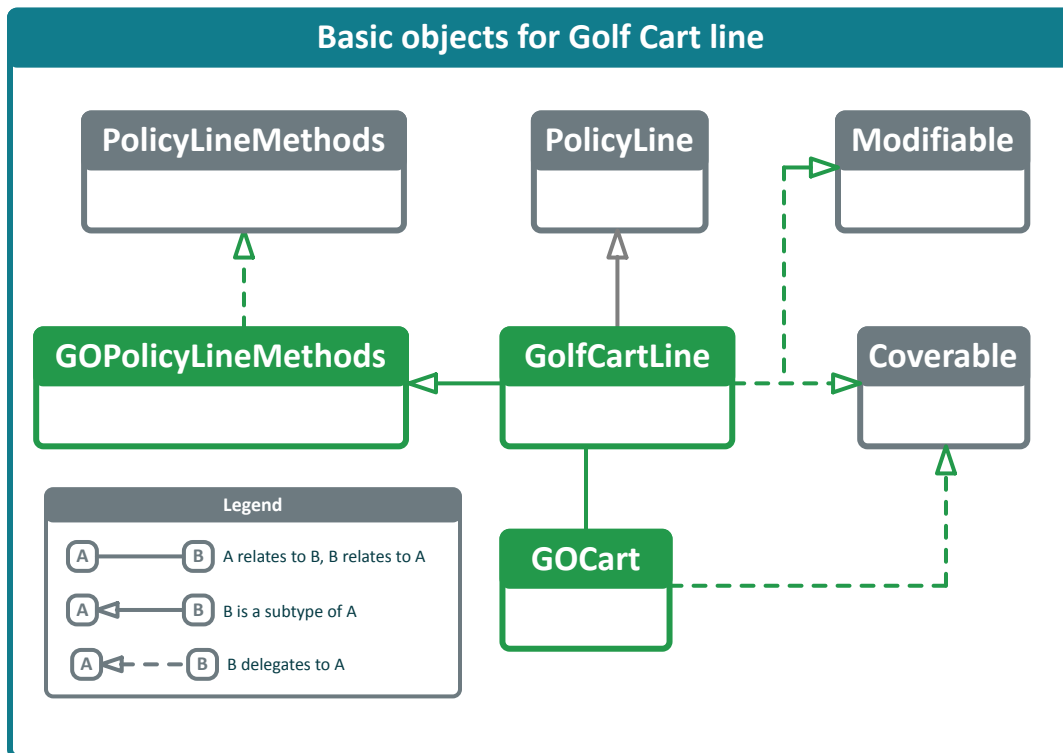 Basic objects for Golf Cart line
PolicyLineMethods
PolicyLine
Modifiable
GOPolicyLineMethods
GolfCartLine
Coverable
GOCart
Legend
A B A relates to B, B relates to A
A B B is a subtype of A
A B B delegates to A